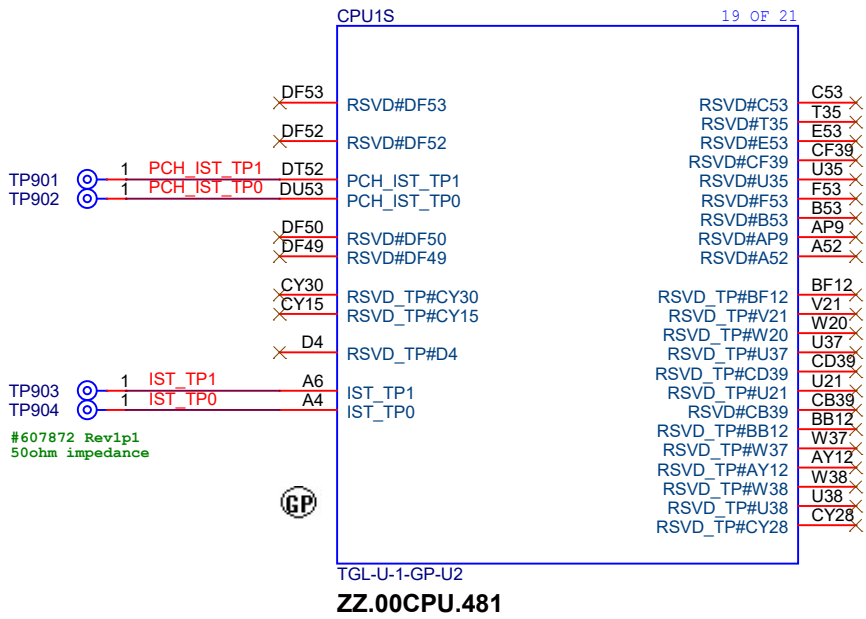 CPU1S 19 OF 21
DF53 RSVD#DF53
DF52 RSVD#DF52
TP901 1 PCH_IST_TP1 DT52 PCH_IST_TP1
TP902 1 PCH_IST_TP0 DU53 PCH_IST_TP0
DF50 RSVD#DF50
DF49 RSVD#DF49
CY30 RSVD_TP#CY30
CY15 RSVD_TP#CY15
D4 RSVD_TP#D4
TP903 1 IST_TP1 A6 IST_TP1
TP904 1 IST_TP0 A4 IST_TP0
#607872 Rev1p1
50ohm impedance
GP
RSVD#C53 C53
RSVD#T35 T35
RSVD#E53 E53
RSVD#CF39 CF39
RSVD#U35 U35
RSVD#F53 F53
RSVD#B53 B53
RSVD#AP9 AP9
RSVD#A52 A52
RSVD_TP#BF12 BF12
RSVD_TP#V21 V21
RSVD_TP#W20 W20
RSVD_TP#U37 U37
RSVD_TP#CD39 CD39
RSVD_TP#U21 U21
RSVD#CB39 CB39
RSVD_TP#BB12 BB12
RSVD_TP#W37 W37
RSVD_TP#AY12 AY12
RSVD_TP#W38 W38
RSVD_TP#U38 U38
RSVD_TP#CY28 CY28
TGL-U-1-GP-U2
ZZ.00CPU.481